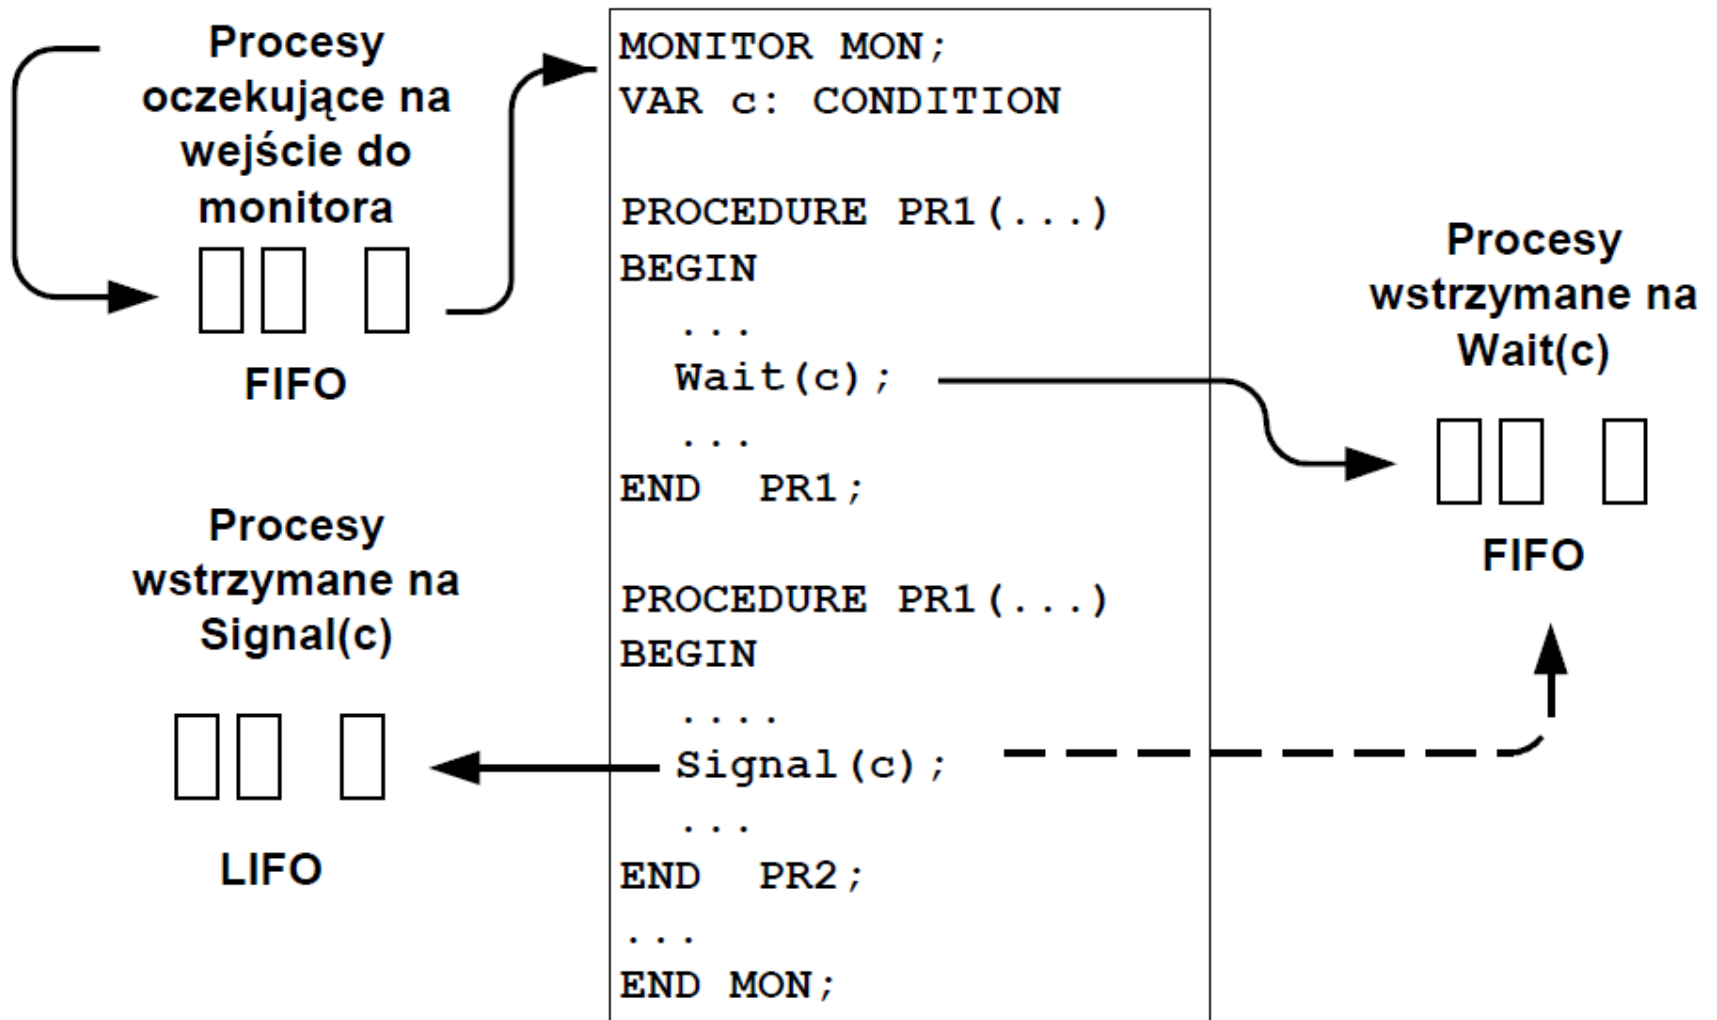 Procesy
oczekujące na
wejście do
monitora
FIFO
MONITOR MON;
VAR c: CONDITION
PROCEDURE PR1(...)
BEGIN
...
Wait(c);
...
END PR1;
PROCEDURE PR1(...)
BEGIN
....
Signal(c);
...
END PR2;
...
END MON;
Procesy
wstrzymane na
Wait(c)
FIFO
Procesy
wstrzymane na
Signal(c)
LIFO